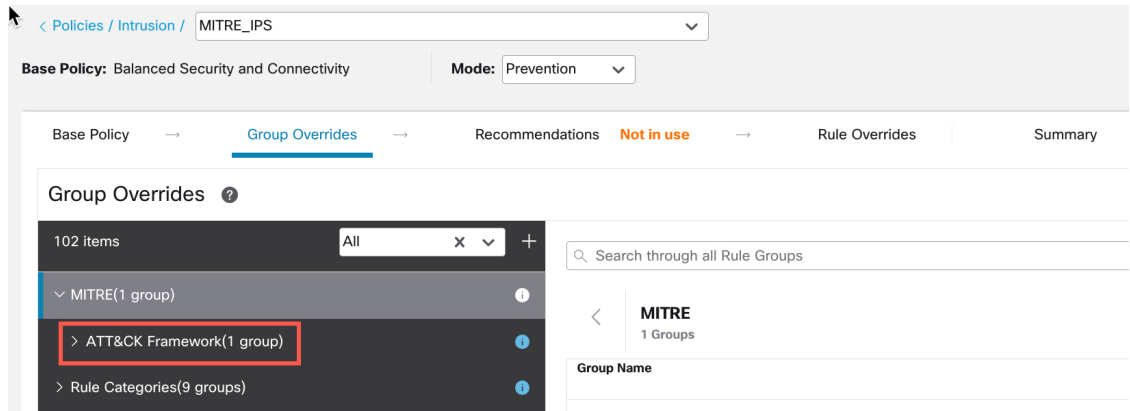 < Policies / Intrusion / MITRE_IPS
Base Policy: Balanced Security and Connectivity Mode: Prevention
Base Policy → Group Overrides → Recommendations Not in use → Rule Overrides Summary
Group Overrides ?
102 items All X +
Search through all Rule Groups
MITRE(1 group) i
MITRE
> ATT&CK Framework(1 group) i
1 Groups
Group Name
> Rule Categories(9 groups) i